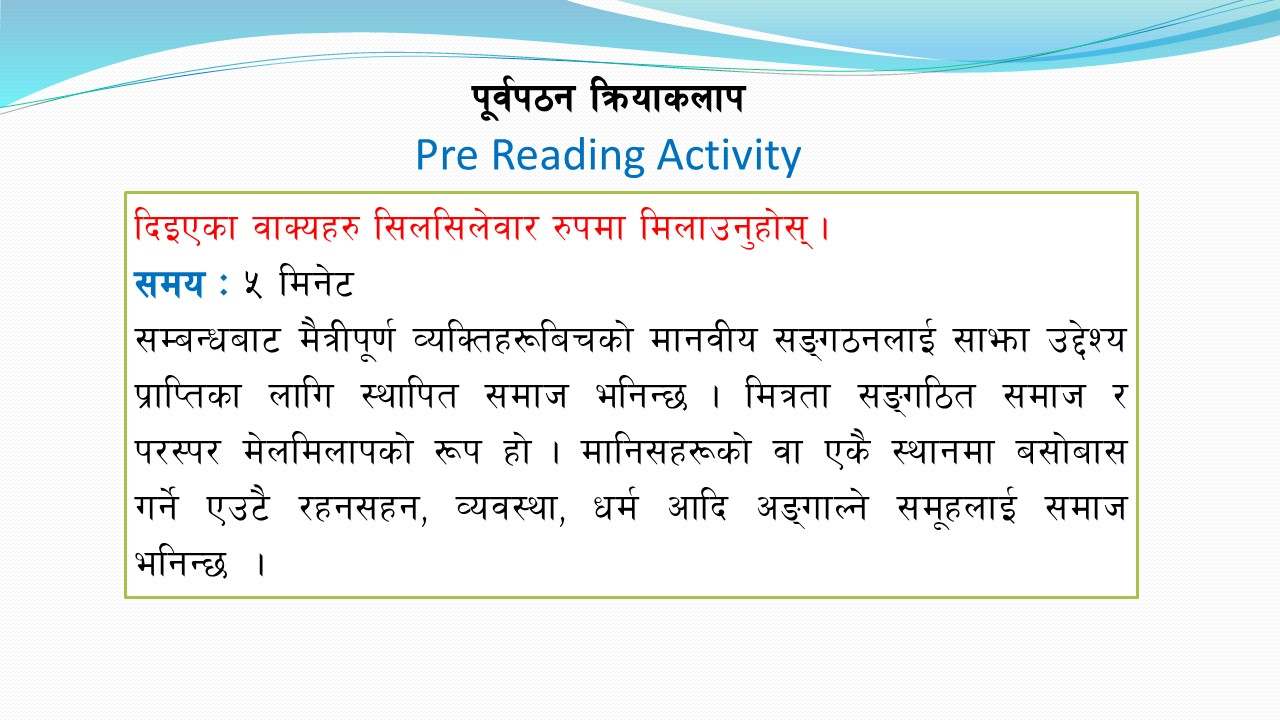 पूर्वपठन क्रियाकलाप
Pre Reading Activity
दिइएका वाक्यहरु सिलसिलेवार रुपमा मिलाउनुहोस् ।
समय : ५ मिनेट
सम्बन्धबाट मैत्रीपूर्ण व्यक्तिहरूबिचको मानवीय सङ्गठनलाई साझा उद्देश्य
प्राप्तिका लागि स्थापित समाज भनिन्छ । मित्रता सङ्गठित समाज र
परस्पर मेलमिलापको रूप हो । मानिसहरूको वा एकै स्थानमा बसोबास
गर्ने एउटै रहनसहन, व्यवस्था, धर्म आदि अङ्गाल्ने समूहलाई समाज
भनिन्छ ।